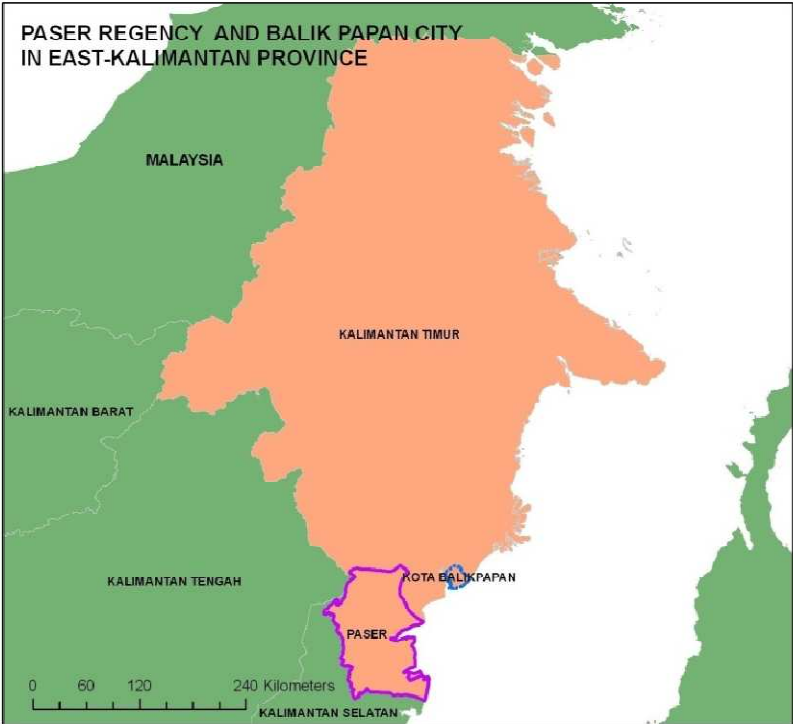 PASER REGENCY AND BALIK PAPAN CITY
IN EAST-KALIMANTAN PROVINCE
MALAYSIA
KALIMANTAN TIMUR
KALIMANTAN BARAT
KALIMANTAN TENGAH
KOTA BALIKPAPAN
PASER
0 60 120 240 Kilometers
KALIMANTAN SELATAN